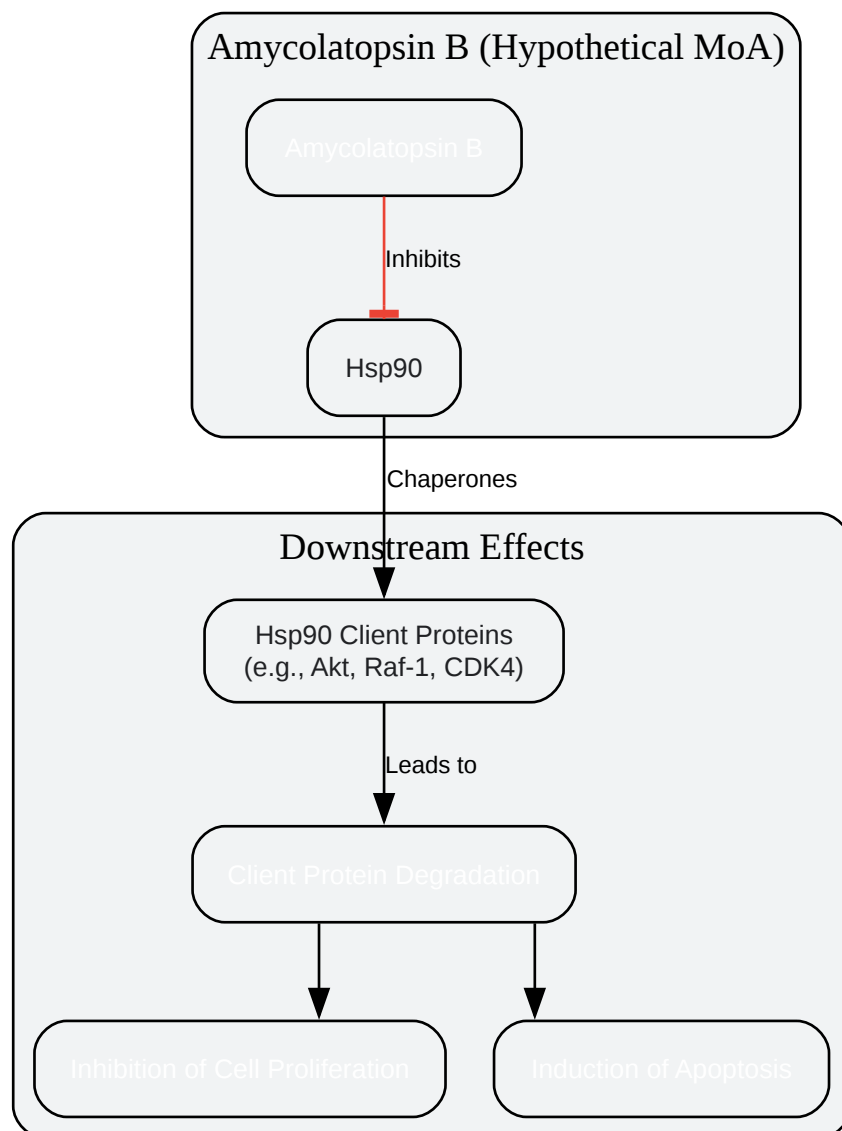 Amycolatopsin B (Hypothetical MoA)
Amycolatopsin B
Inhibits
Hsp90
Chaperones
Downstream Effects
Hsp90 Client Proteins
(e.g., Akt, Raf-1, CDK4)
Leads to
Client Protein Degradation
Inhibition of Cell Proliferation
Induction of Apoptosis